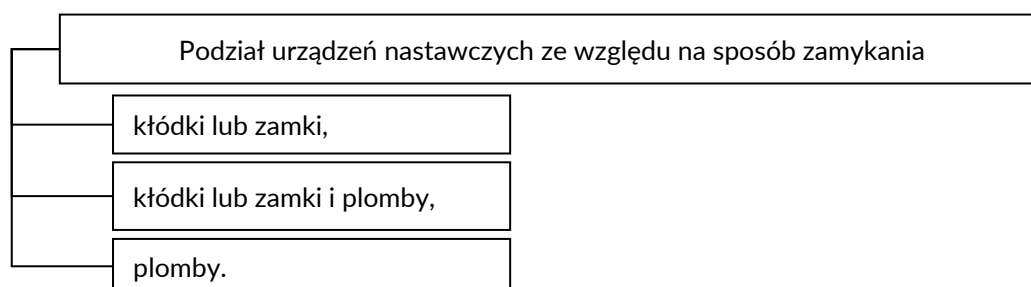 Podział urządzeń nastawczych ze względu na sposób zamykania
kłódki lub zamki,
kłódki lub zamki i plomby,
plomby.